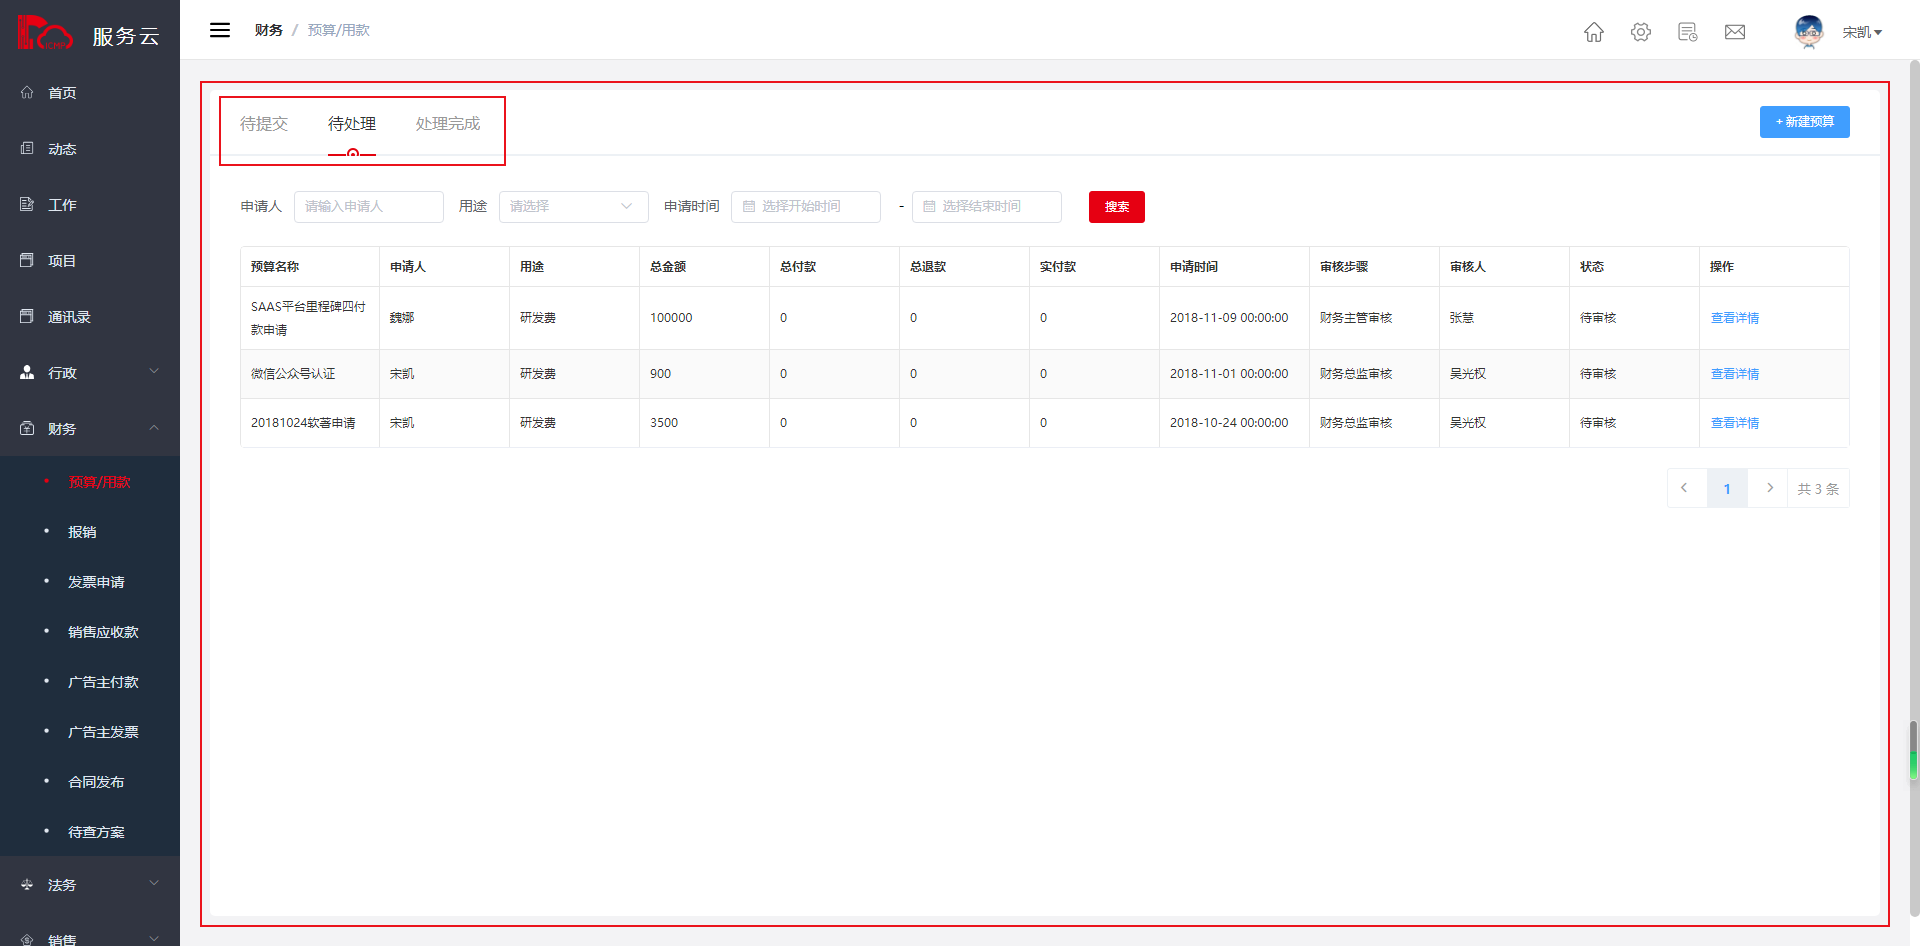 服务云
财务 / 预算/用款
宋凯
首页
动态
工作
项目
通讯录
行政
财务
预算/用款
报销
发票申请
销售应收款
广告主付款
广告主发票
合同发布
待查方案
法务
销售
待提交 待处理 处理完成
+ 新建预算
申请人 请输入申请人 用途 请选择 申请时间 选择开始时间 - 选择结束时间 搜索
预算名称 申请人 用途 总金额 总付款 总退款 实付款 申请时间 审核步骤 审核人 状态 操作
SAAS平台里程碑四付
款申请 魏娜 研发费 100000 0 0 0 2018-11-09 00:00:00 财务主管审核 张慧 待审核 查看详情
微信公众号认证 宋凯 研发费 900 0 0 0 2018-11-01 00:00:00 财务总监审核 吴光权 待审核 查看详情
20181024软著申请 宋凯 研发费 3500 0 0 0 2018-10-24 00:00:00 财务总监审核 吴光权 待审核 查看详情
1 共 3 条